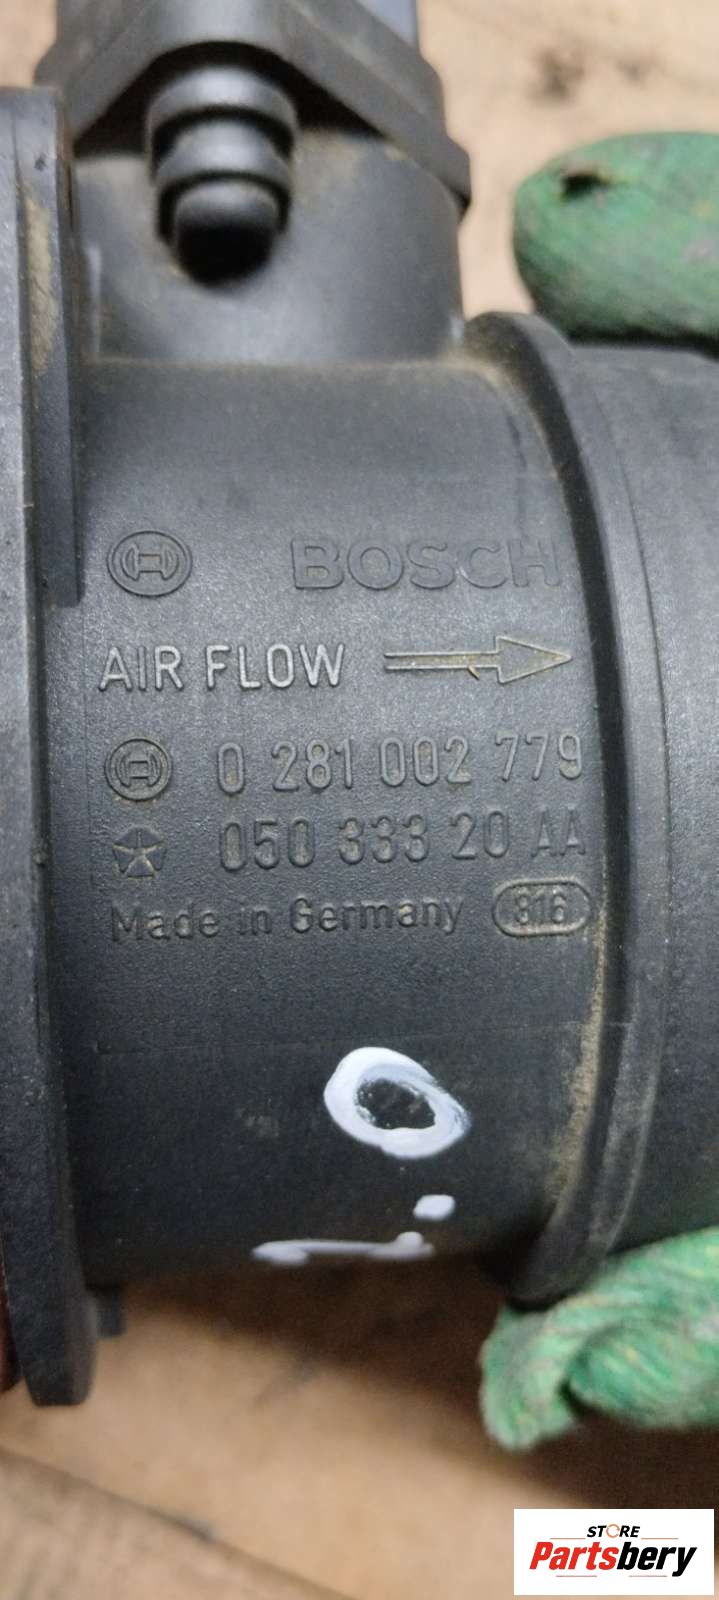 BOSCH
AIR FLOW
0 281 002 779
050 333 20 AA
Made in Germany 816
STORE
Partsbery